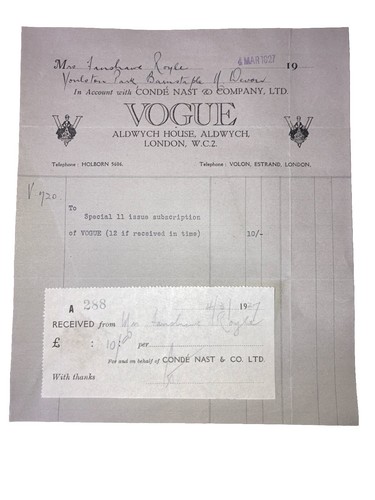 Mrs Fanshawe Royle
4 MAR 1927 19
Youlston Park Barnstaple N Devon
In Account with CONDÉ NAST & COMPANY, LTD.
VOGUE
ALDWYCH HOUSE, ALDWYCH,
LONDON, W.C.2.
Telephone: HOLBORN 5606. Telegrams: VOLON, ESTRAND, LONDON.
V 920
To
Special 11 issue subscription
of VOGUE (12 if received in time) 10/-
A 288
4/3/1927
RECEIVED from Mrs Fanshawe Royle
£ : 10/- : per
For and on behalf of CONDÉ NAST & CO. LTD.
With thanks